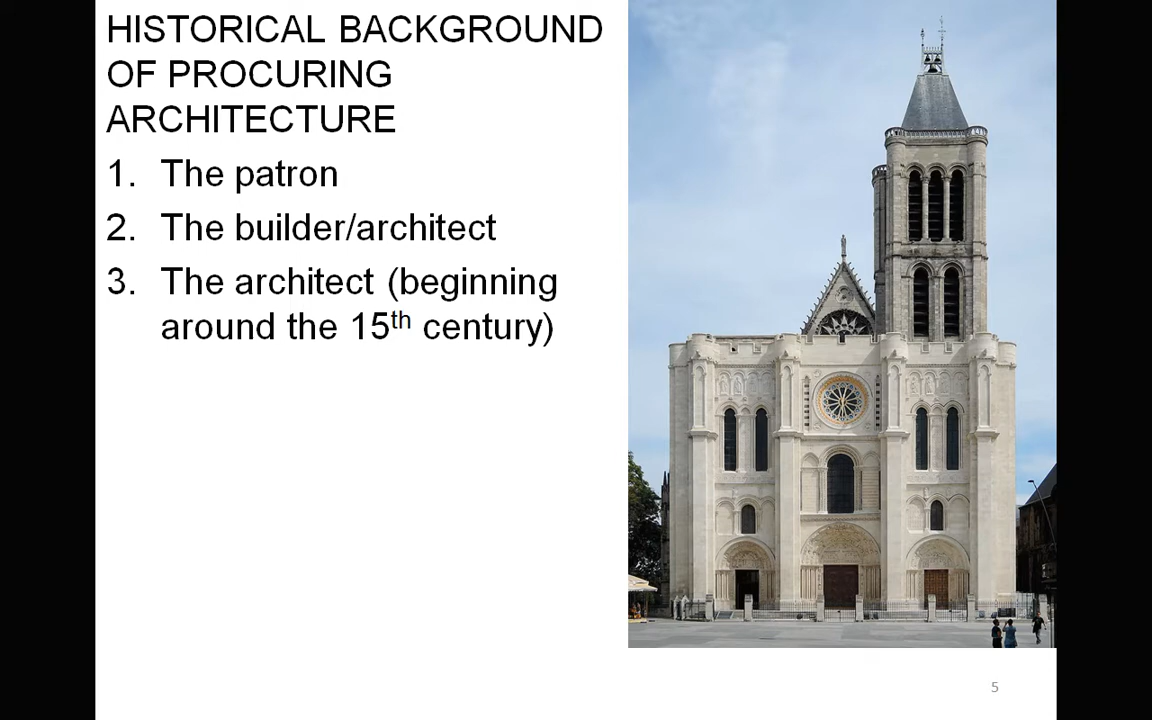 HISTORICAL BACKGROUND
OF PROCURING
ARCHITECTURE
1. The patron
2. The builder/architect
3. The architect (beginning
around the 15th century)
5